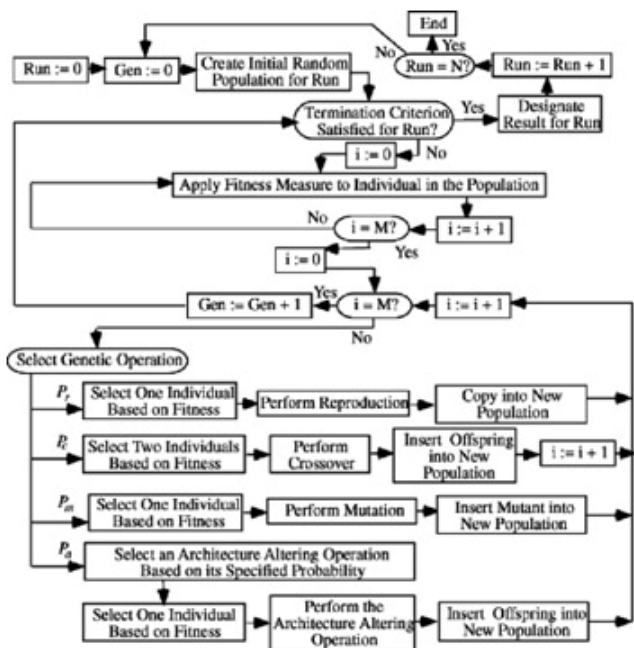 End
No
Yes
Run := 0
Gen := 0
Create Initial Random
Population for Run
Run = N?
Run := Run + 1
Termination Criterion
Satisfied for Run?
Yes
Designate
Result for Run
i := 0
No
Apply Fitness Measure to Individual in the Population
No
i = M?
i := i + 1
i := 0
Yes
Gen := Gen + 1
Yes
i = M?
i := i + 1
No
Select Genetic Operation
Pr
Select One Individual
Based on Fitness
Perform Reproduction
Copy into New
Population
Pc
Select Two Individuals
Based on Fitness
Perform
Crossover
Insert Offspring
into New
Population
i := i + 1
Pm
Select One Individual
Based on Fitness
Perform Mutation
Insert Mutant into
New Population
Pa
Select an Architecture Altering Operation
Based on its Specified Probability
Select One Individual
Based on Fitness
Perform the
Architecture Altering
Operation
Insert Offspring into
New Population